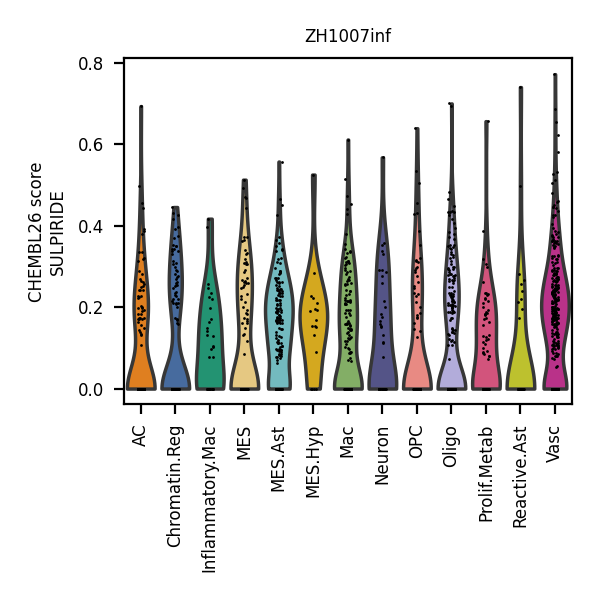 ZH1007inf
CHEMBL26 score
SULPIRIDE
0.8
0.6
0.4
0.2
0.0
AC
Chromatin.Reg
Inflammatory.Mac
MES
MES.Ast
MES.Hyp
Mac
Neuron
OPC
Oligo
Prolif.Metab
Reactive.Ast
Vasc